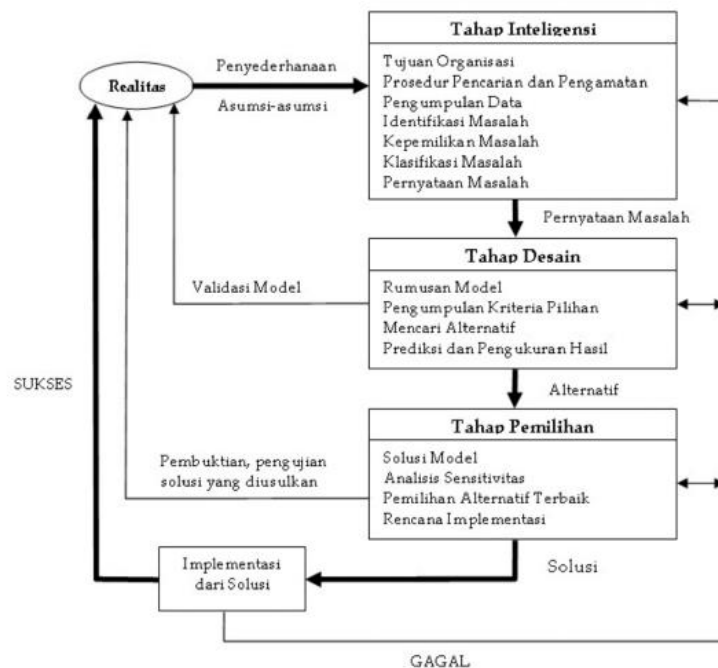 Tahap Inteligensi
Penyederhanaan
Realitas
Asumsi-asumsi
Tujuan Organisasi
Prosedur Pencarian dan Pengamatan
Pengumpulan Data
Identifikasi Masalah
Kepemilikan Masalah
Klasifikasi Masalah
Pernyataan Masalah
Pernyataan Masalah
Tahap Desain
Validasi Model
Rumusan Model
Pengumpulan Kriteria Pilihan
Mencari Alternatif
Prediksi dan Pengukuran Hasil
SUKSES
Alternatif
Tahap Pemilihan
Pembuktian, pengujian
solusi yang diusulkan
Solusi Model
Analisis Sensitivitas
Pemilihan Alternatif Terbaik
Rencana Implementasi
Implementasi
dari Solusi
Solusi
GAGAL